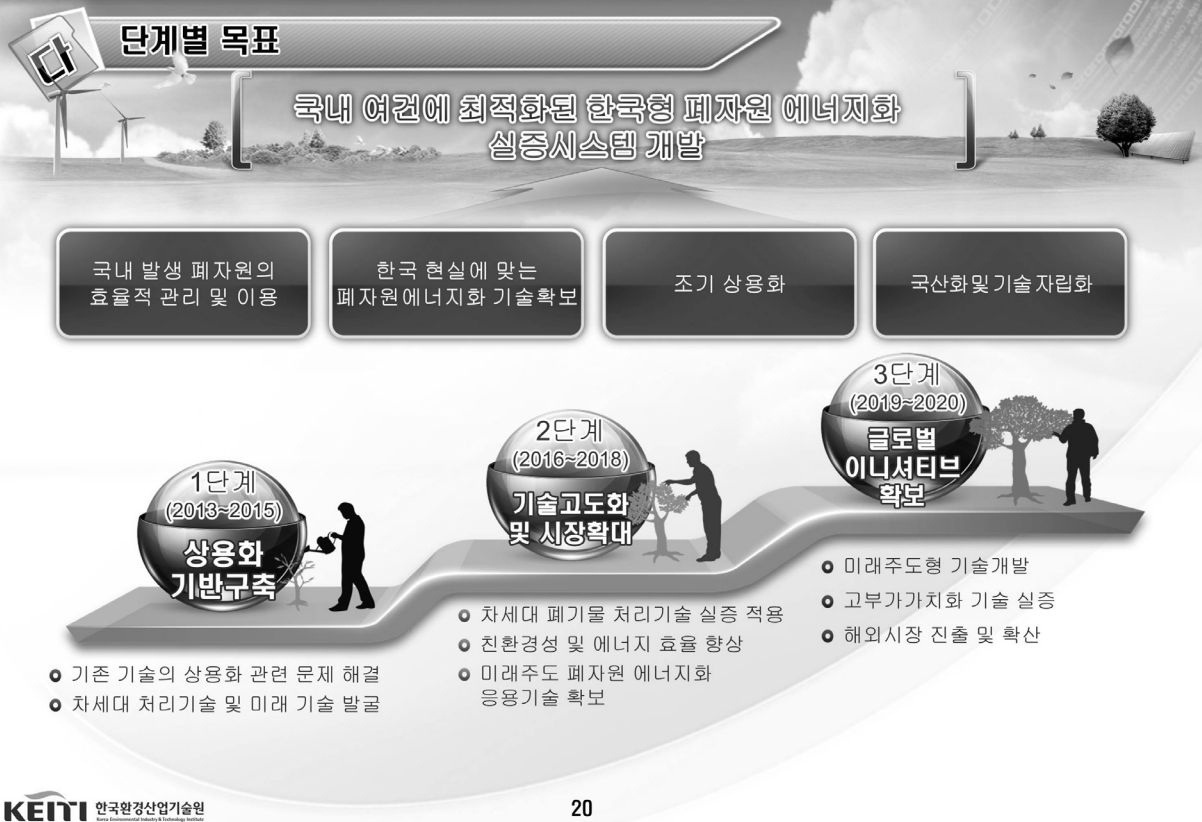 다
단계별 목표
국내 여건에 최적화된 한국형 폐자원 에너지화
실증시스템 개발
국내 발생 폐자원의
효율적 관리 및 이용
한국 현실에 맞는
폐자원에너지화 기술확보
조기 상용화
국산화및기술자립화
1단계
(2013~2015)
상용화
기반구축
기존 기술의 상용화 관련 문제 해결
차세대 처리기술 및 미래 기술 발굴
2단계
(2016~2018)
기술고도화
및 시장확대
차세대 폐기물 처리기술 실증 적용
친환경성 및 에너지 효율 향상
미래주도 폐자원 에너지화
응용기술 확보
3단계
(2019~2020)
글로벌
이니셔티브
확보
미래주도형 기술개발
고부가가치화 기술 실증
해외시장 진출 및 확산
KEITI 한국환경산업기술원
Korea Environmental Industry & Technology Institute
20